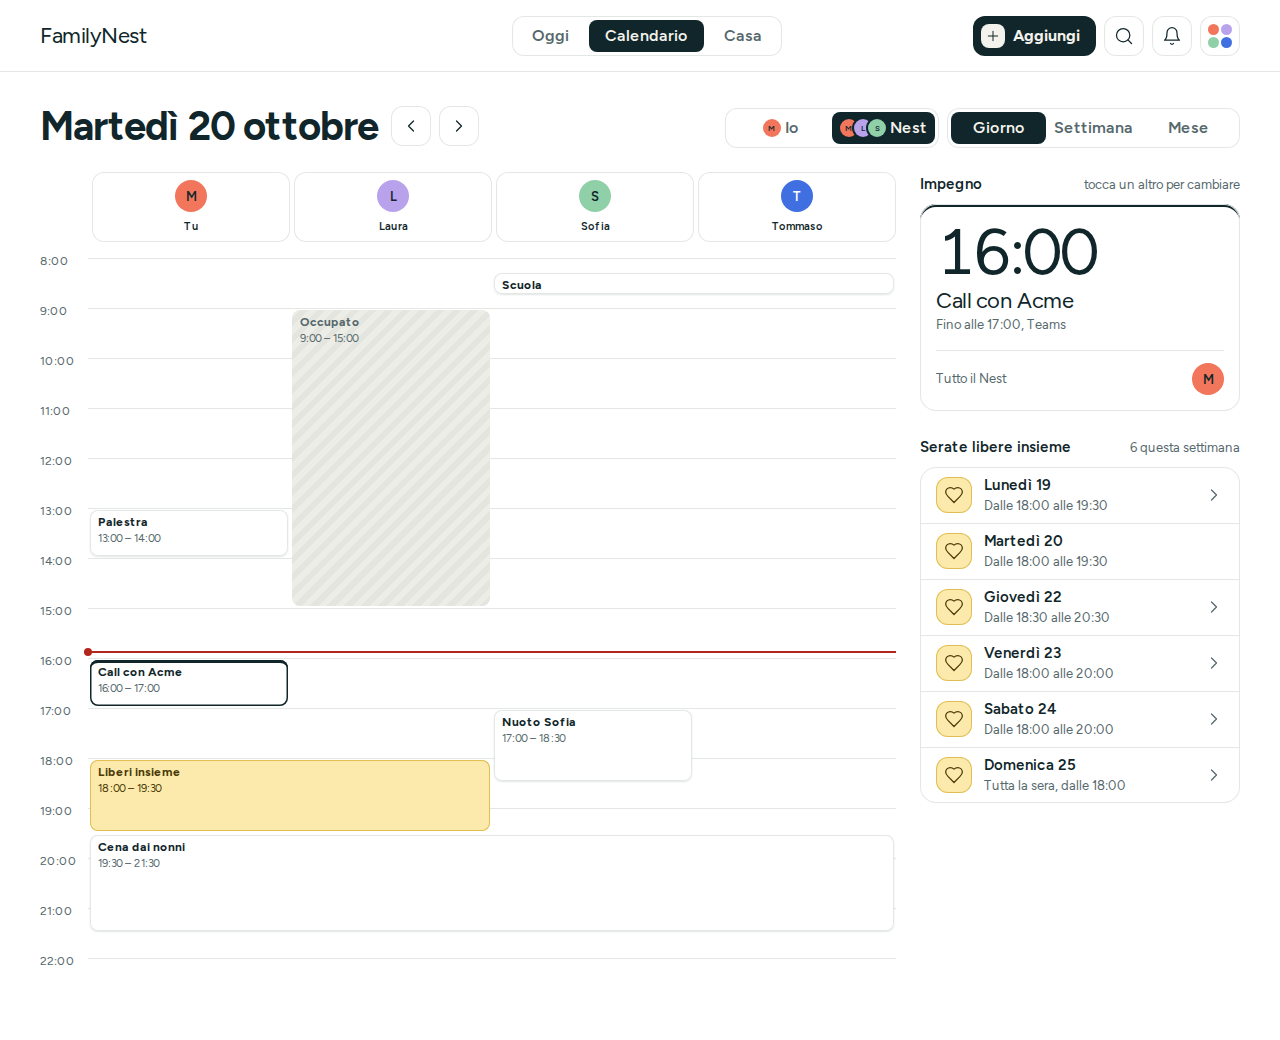 FamilyNest
Oggi
Calendario
Casa
Aggiungi
Martedì 20 ottobre
M Io
M L S Nest
Giorno
Settimana
Mese
M
Tu
L
Laura
S
Sofia
T
Tommaso
8:00
9:00
10:00
11:00
12:00
13:00
14:00
15:00
16:00
17:00
18:00
19:00
20:00
21:00
22:00
Scuola
Occupato
9:00 – 15:00
Palestra
13:00 – 14:00
Call con Acme
16:00 – 17:00
Nuoto Sofia
17:00 – 18:30
Liberi insieme
18:00 – 19:30
Cena dai nonni
19:30 – 21:30
Impegno
tocca un altro per cambiare
16:00
Call con Acme
Fino alle 17:00, Teams
Tutto il Nest
M
Serate libere insieme
6 questa settimana
Lunedì 19
Dalle 18:00 alle 19:30
Martedì 20
Dalle 18:00 alle 19:30
Giovedì 22
Dalle 18:30 alle 20:30
Venerdì 23
Dalle 18:00 alle 20:00
Sabato 24
Dalle 18:00 alle 20:00
Domenica 25
Tutta la sera, dalle 18:00